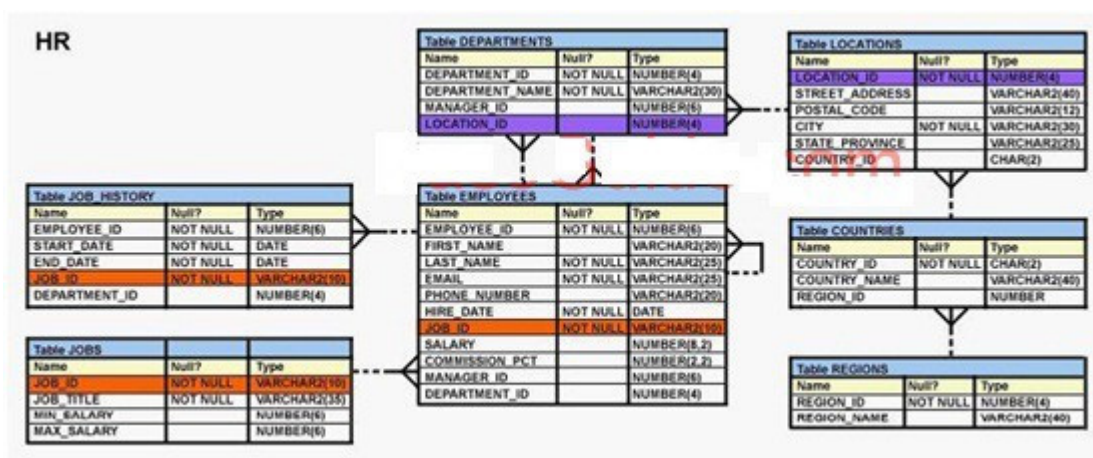 HR
Table DEPARTMENTS
Name Null? Type
DEPARTMENT_ID NOT NULL NUMBER(4)
DEPARTMENT_NAME NOT NULL VARCHAR2(30)
MANAGER_ID NUMBER(6)
LOCATION_ID NUMBER(4)
Table LOCATIONS
Name Null? Type
LOCATION_ID NOT NULL NUMBER(4)
STREET_ADDRESS VARCHAR2(40)
POSTAL_CODE VARCHAR2(12)
CITY NOT NULL VARCHAR2(30)
STATE_PROVINCE VARCHAR2(25)
COUNTRY_ID CHAR(2)
Table JOB_HISTORY
Name Null? Type
EMPLOYEE_ID NOT NULL NUMBER(6)
START_DATE NOT NULL DATE
END_DATE NOT NULL DATE
JOB_ID NOT NULL VARCHAR2(10)
DEPARTMENT_ID NUMBER(4)
Table EMPLOYEES
Name Null? Type
EMPLOYEE_ID NOT NULL NUMBER(6)
FIRST_NAME VARCHAR2(20)
LAST_NAME NOT NULL VARCHAR2(25)
EMAIL NOT NULL VARCHAR2(25)
PHONE_NUMBER VARCHAR2(20)
HIRE_DATE NOT NULL DATE
JOB_ID NOT NULL VARCHAR2(10)
SALARY NUMBER(8,2)
COMMISSION_PCT NUMBER(2,2)
MANAGER_ID NUMBER(6)
DEPARTMENT_ID NUMBER(4)
Table COUNTRIES
Name Null? Type
COUNTRY_ID NOT NULL CHAR(2)
COUNTRY_NAME VARCHAR2(40)
REGION_ID NUMBER
Table JOBS
Name Null? Type
JOB_ID NOT NULL VARCHAR2(10)
JOB_TITLE NOT NULL VARCHAR2(35)
MIN_SALARY NUMBER(6)
MAX_SALARY NUMBER(6)
Table REGIONS
Name Null? Type
REGION_ID NOT NULL NUMBER(4)
REGION_NAME VARCHAR2(40)